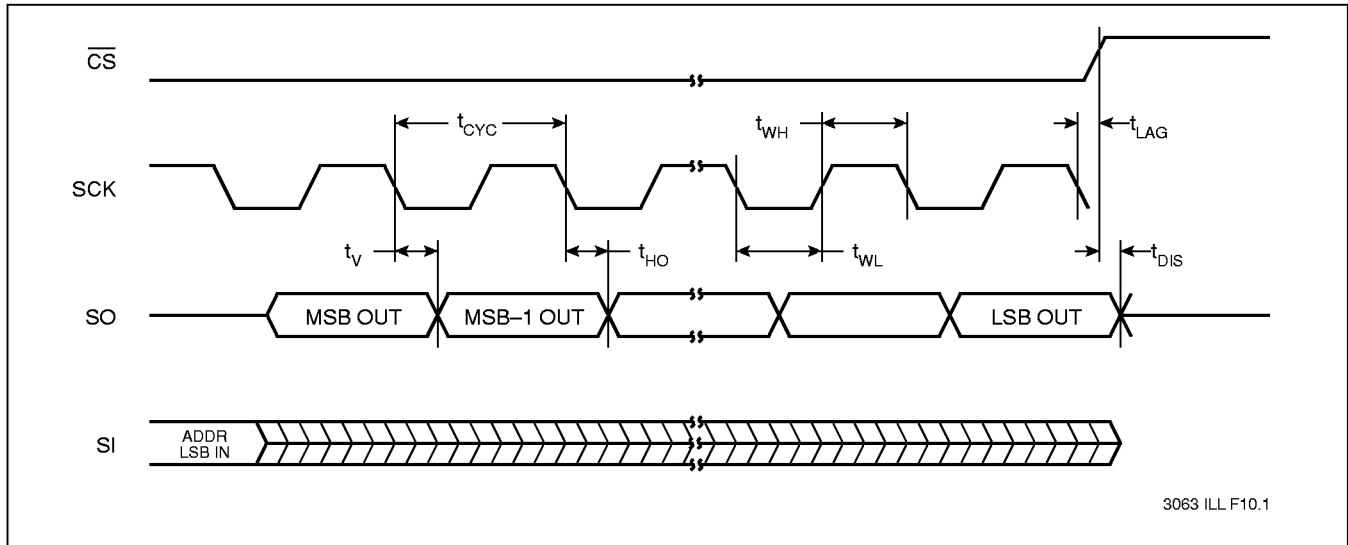 CS
tCYC
tWH
tLAG
SCK
tV
tHO
tWL
tDIS
SO
MSB OUT
MSB–1 OUT
LSB OUT
SI
ADDR
LSB IN
3063 ILL F10.1